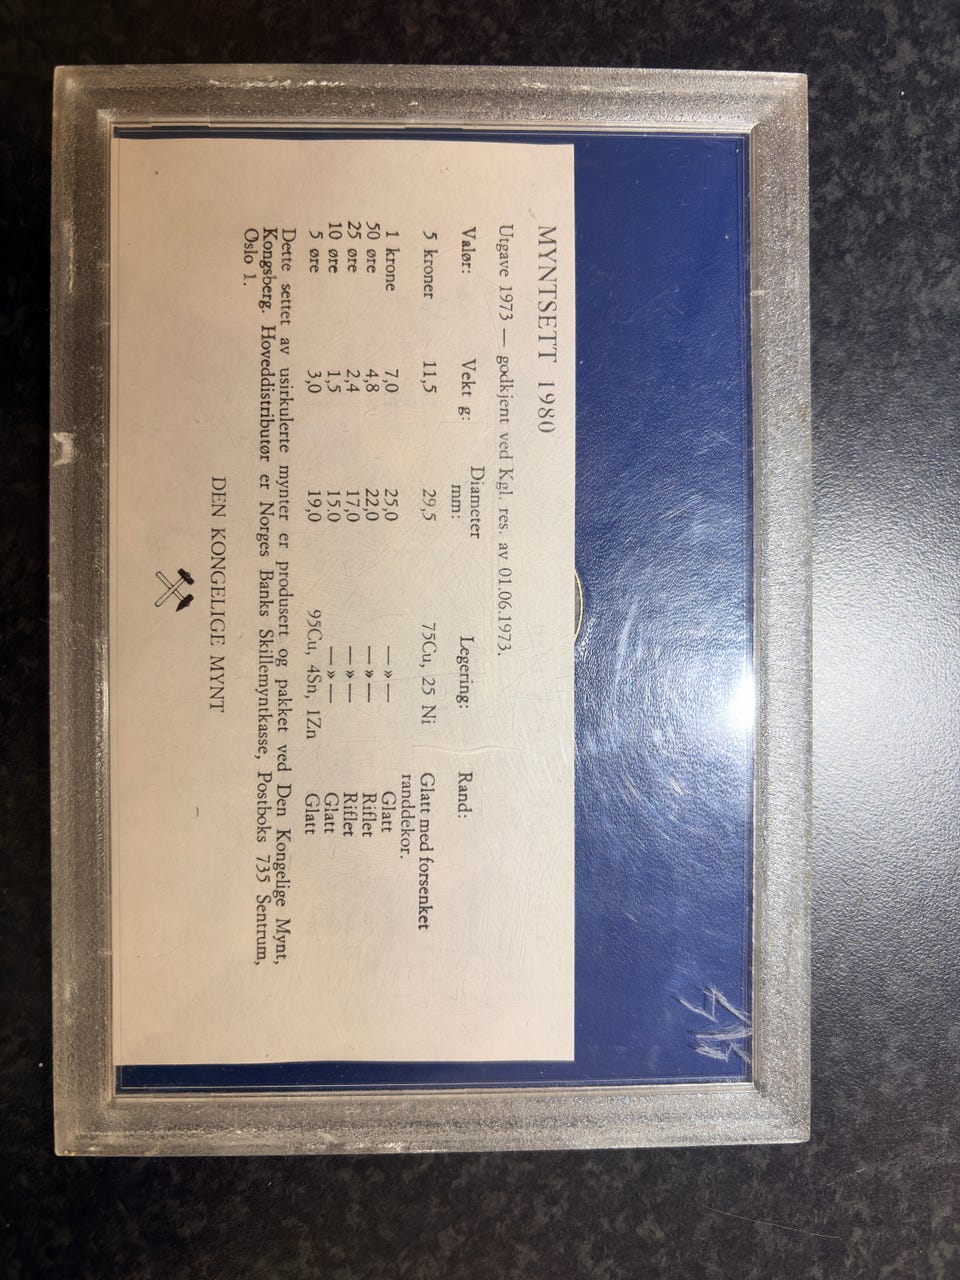 MYNTSETT 1980
Utgave 1973 — godkjent ved Kgl. res. av 01.06.1973.
Valør: Vekt g: Diameter mm: Legering: Rand:
5 kroner 11,5 29,5 75Cu, 25 Ni Glatt med forsenket
randdekor.
1 krone 7,0 25,0 —»— Glatt
50 øre 4,8 22,0 —»— Riflet
25 øre 2,4 17,0 —»— Riflet
10 øre 1,5 15,0 —»— Glatt
5 øre 3,0 19,0 95Cu, 4Sn, 1Zn Glatt
Dette settet av usirkulerte mynter er produsert og pakket ved Den Kongelige Mynt,
Kongsberg. Hoveddistributør er Norges Banks Skillemyntkasse, Postboks 735 Sentrum,
Oslo 1.
DEN KONGELIGE MYNT